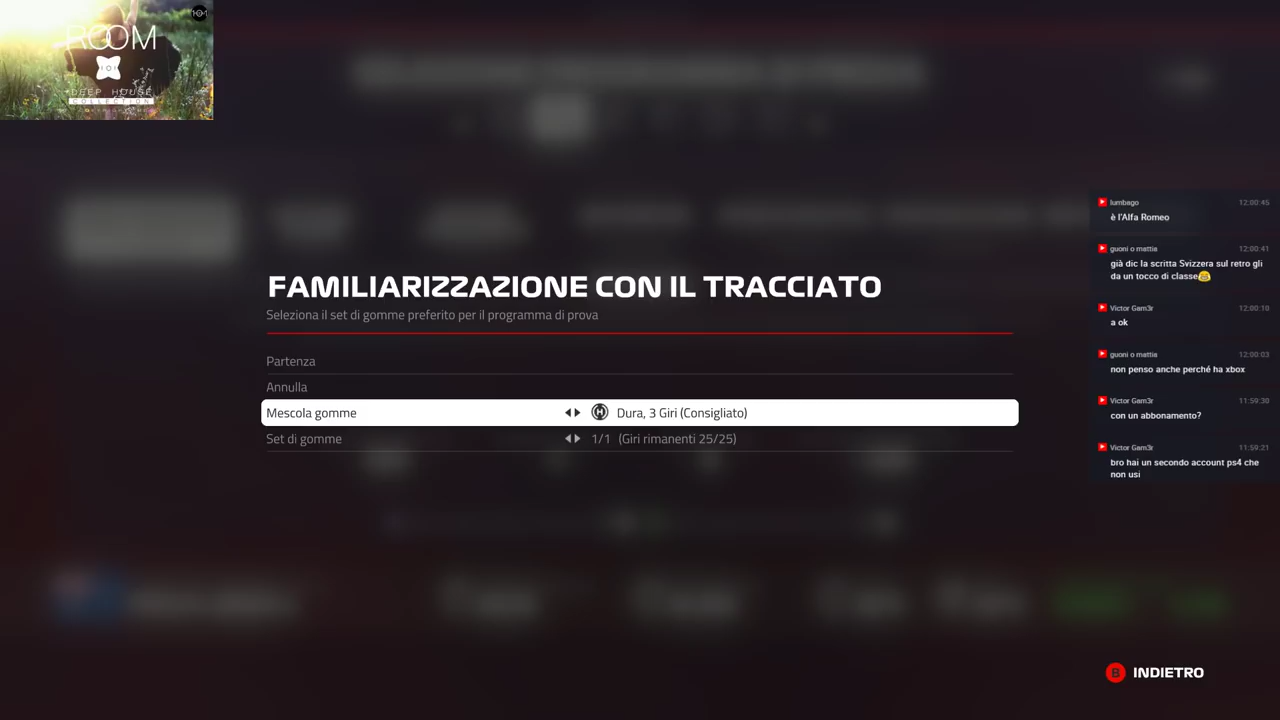 ROOM
DEEP HOUSE
COLLECTION
FAMILIARIZZAZIONE CON IL TRACCIATO
Seleziona il set di gomme preferito per il programma di prova
Partenza
Annulla
Mescola gomme H Dura, 3 Giri (Consigliato)
Set di gomme 1/1 (Giri rimanenti 25/25)
lumbago 12:00:45
è l'Alfa Romeo
guoni o mattia 12:00:41
già dic la scritta Svizzera sul retro gli
da un tocco di classe😂
Victor Gam3r 12:00:10
a ok
guoni o mattia 12:00:03
non penso anche perché ha xbox
Victor Gam3r 11:59:30
con un abbonamento?
Victor Gam3r 11:59:21
bro hai un secondo account ps4 che
non usi
B INDIETRO